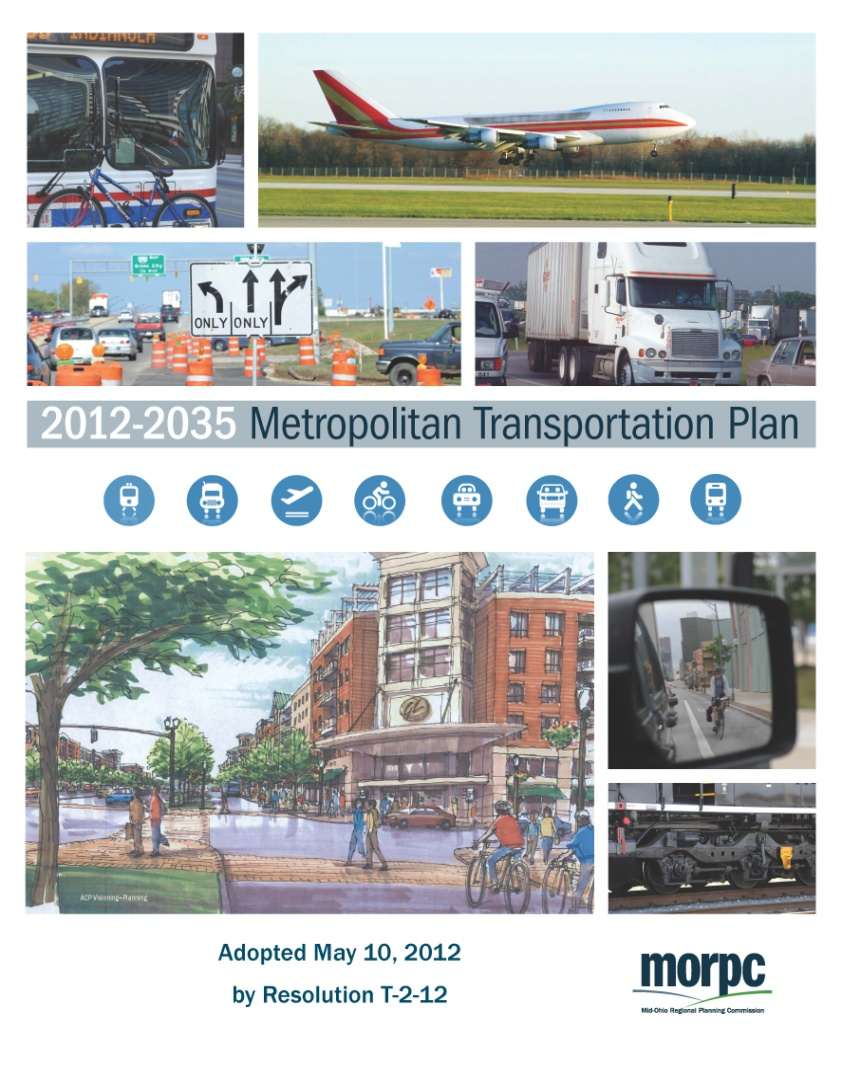 INDIANOLA
ONLY ONLY
2012-2035 Metropolitan Transportation Plan
GL
ACP Visioning+Planning
Adopted May 10, 2012
by Resolution T-2-12
morpc
Mid-Ohio Regional Planning Commission